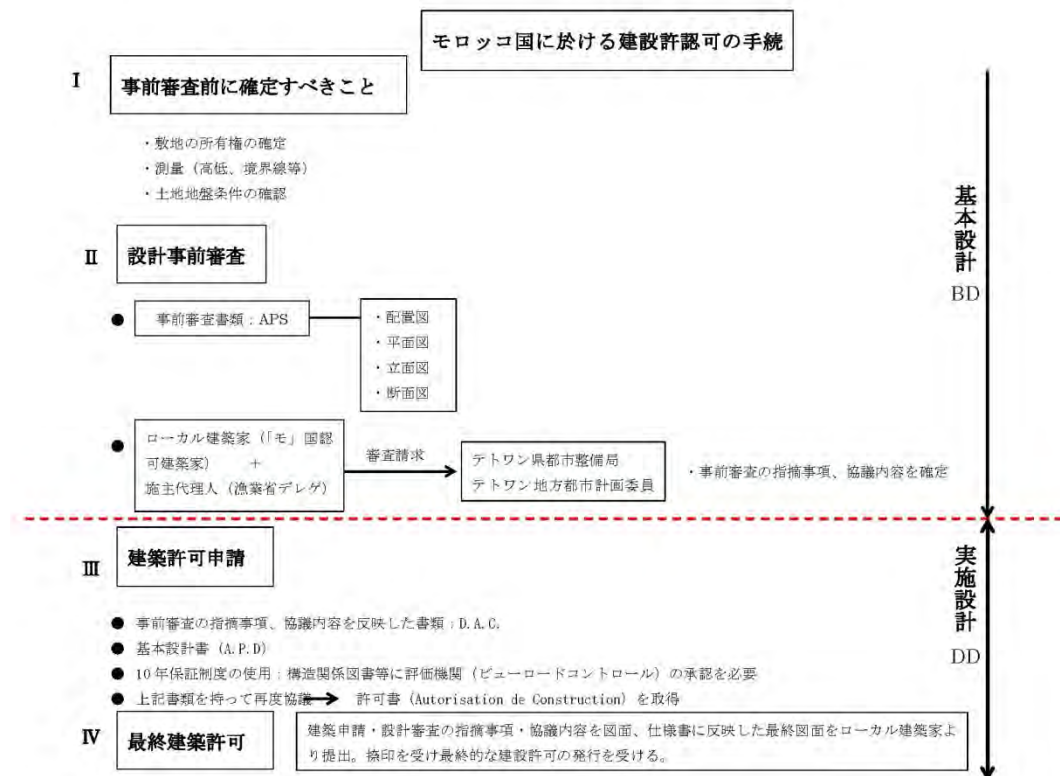 モロッコ国に於ける建設許認可の手続
I 事前審査前に確定すべきこと
・敷地の所有権の確定
・測量（高低、境界線等）
・土地地盤条件の確認
基本設計
BD
II 設計事前審査
● 事前審査書類：APS
・配置図
・平面図
・立面図
・断面図
● ローカル建築家（「モ」国認
可建築家） +
施主代理人（漁業省デレゲ）
審査請求
テトワン県都市整備局
テトワン地方都市計画委員
・事前審査の指摘事項、協議内容を確定
III 建築許可申請
実施設計
DD
● 事前審査の指摘事項、協議内容を反映した書類：D.A.C.
● 基本設計書（A.P.D）
● 10年保証制度の使用：構造関係図書等に評価機関（ビューロードコントロール）の承認を必要
● 上記書類を持って再度協議 → 許可書（Autorisation de Construction）を取得
IV 最終建築許可
建築申請・設計審査の指摘事項・協議内容を図面、仕様書に反映した最終図面をローカル建築家よ
り提出。捺印を受け最終的な建設許可の発行を受ける。